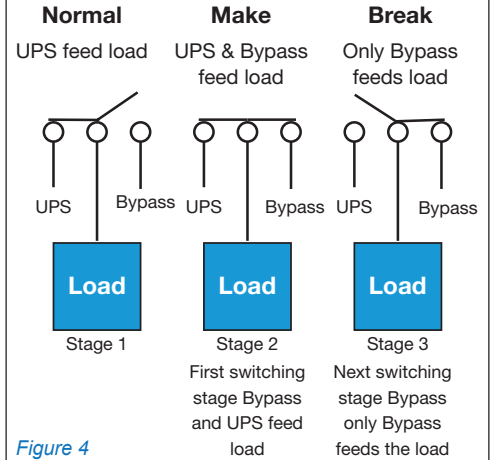 Normal
UPS feed load
UPS
Bypass
Load
Stage 1
Make
UPS & Bypass
feed load
UPS
Bypass
Load
Stage 2
First switching
stage Bypass
and UPS feed
load
Break
Only Bypass
feeds load
UPS
Bypass
Load
Stage 3
Next switching
stage Bypass
only Bypass
feeds the load
Figure 4